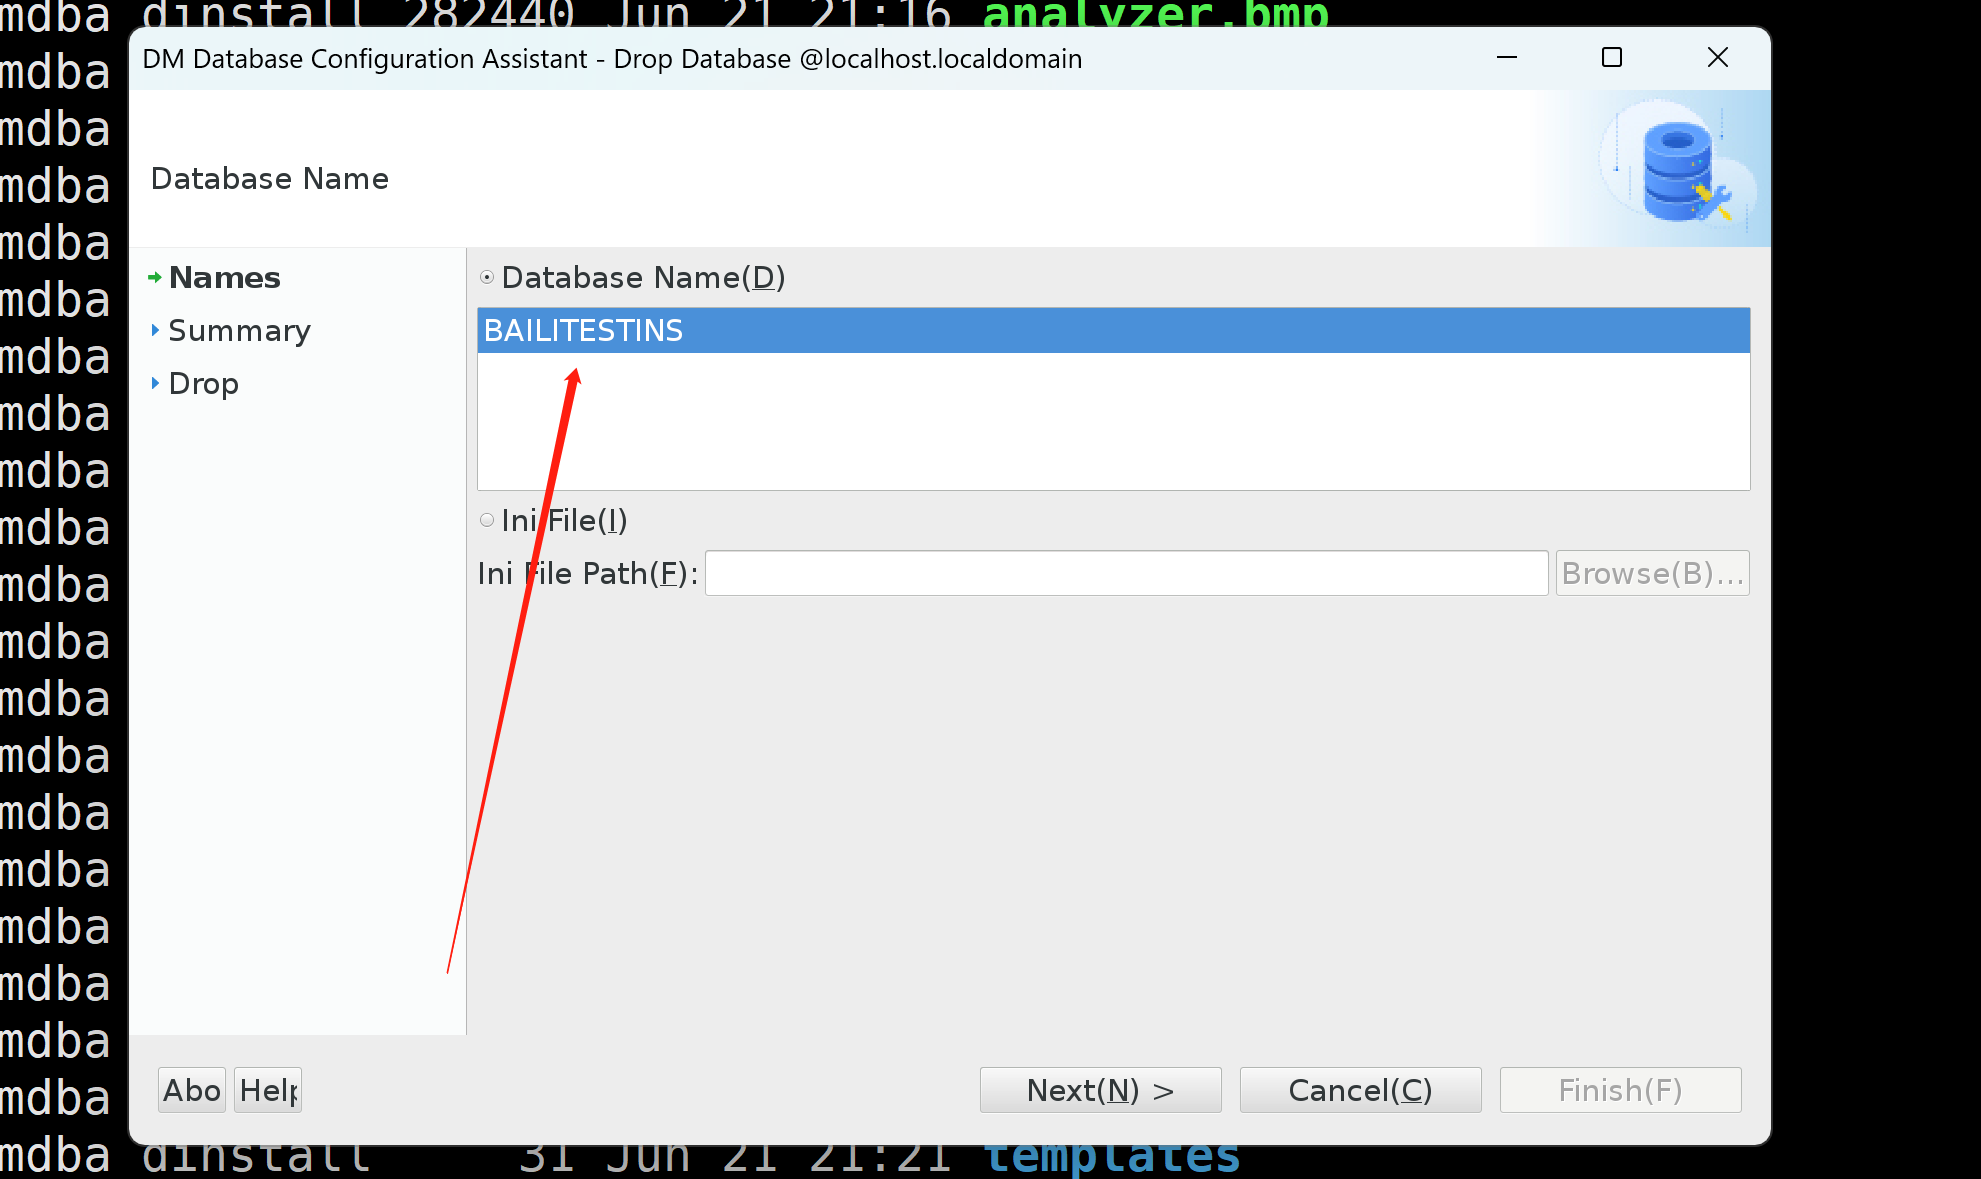 mdba dinstall 282440 Jun 21 21:16 analyzer.bmp
DM Database Configuration Assistant - Drop Database @localhost.localdomain
mdba
mdba
Database Name
mdba
mdba
Names
Database Name(D)
mdba
Summary
BAILITESTINS
mdba
Drop
mdba
mdba
mdba
Ini File(I)
mdba
Ini File Path(F):
Browse(B)...
mdba
mdba
mdba
mdba
mdba
mdba
mdba
mdba
mdba
Abo
Help
Next(N) >
Cancel(C)
Finish(F)
mdba
mdba dinstall 31 Jun 21 21:21 templates